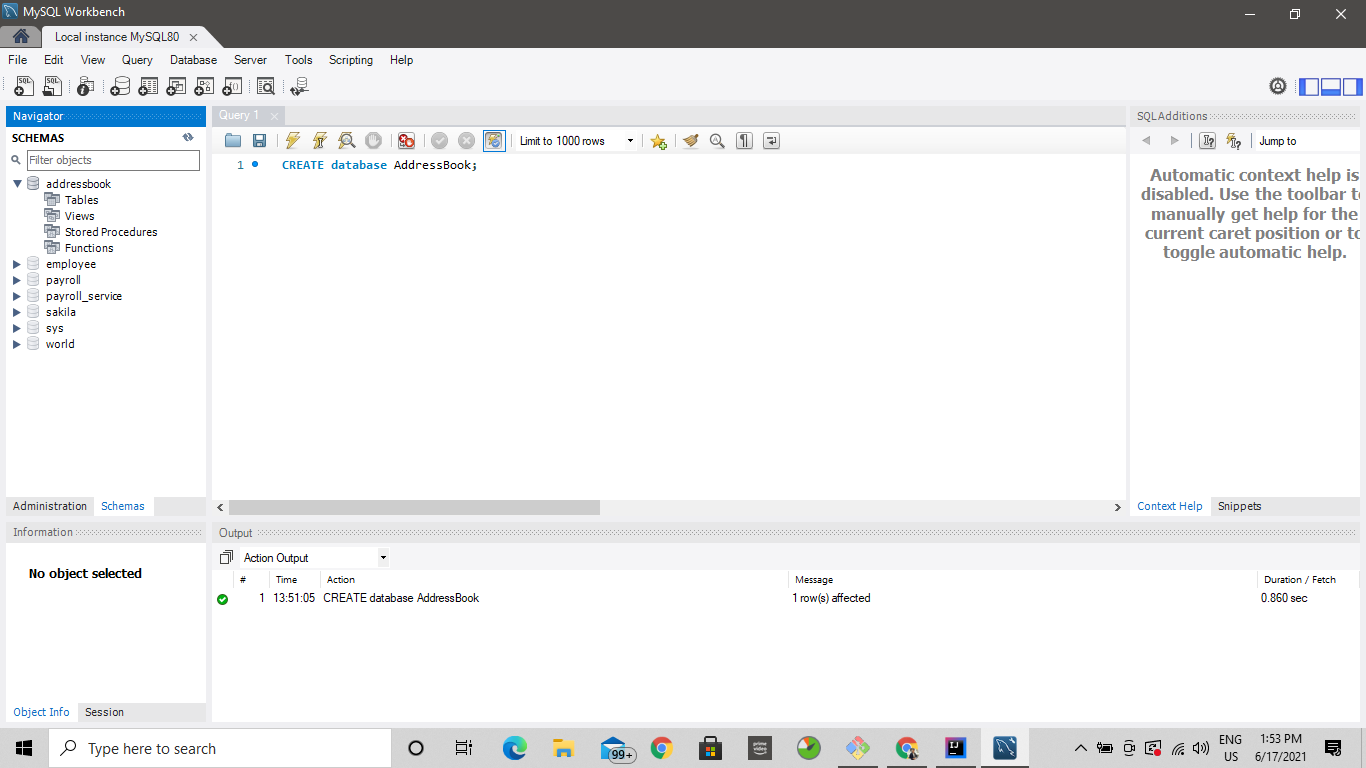 MySQL Workbench
Local instance MySQL80
File Edit View Query Database Server Tools Scripting Help
Navigator
SCHEMAS
Filter objects
addressbook
Tables
Views
Stored Procedures
Functions
employee
payroll
payroll_service
sakila
sys
world
Administration Schemas
Query 1
Limit to 1000 rows
1 CREATE database AddressBook;
SQLAdditions
Jump to
Automatic context help is
disabled. Use the toolbar to
manually get help for the
current caret position or to
toggle automatic help.
Context Help Snippets
Information
No object selected
Object Info Session
Output
Action Output
# Time Action Message Duration / Fetch
1 13:51:05 CREATE database AddressBook 1 row(s) affected 0.860 sec
Type here to search
99+
prime video
IJ
ENG
US
1:53 PM
6/17/2021